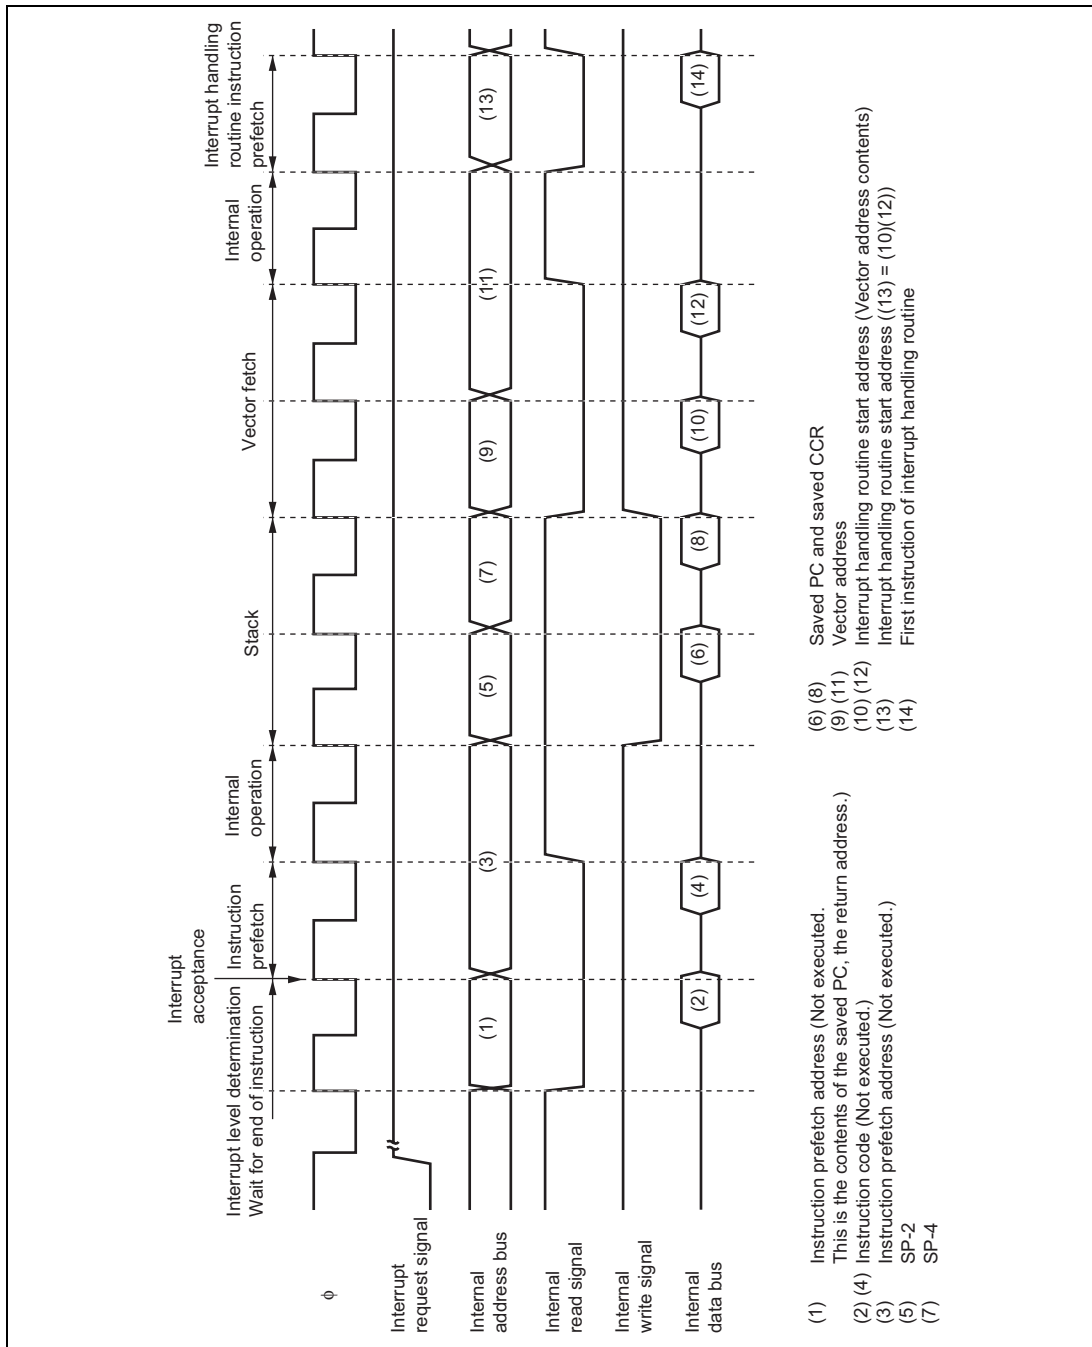 Interrupt
acceptance
Interrupt level determination
Wait for end of instruction
Instruction
prefetch
Internal
operation
Stack
Vector fetch
Internal
operation
Interrupt handling
routine instruction
prefetch
φ
Interrupt
request signal
Internal
address bus
(1)
(3)
(5)
(7)
(9)
(11)
(13)
Internal
read signal
Internal
write signal
Internal
data bus
(2)
(4)
(6)
(8)
(10)
(12)
(14)
(1) Instruction prefetch address (Not executed.
This is the contents of the saved PC, the return address.)
(2) (4) Instruction code (Not executed.)
(3) Instruction prefetch address (Not executed.)
(5) SP-2
(7) SP-4
(6) (8) Saved PC and saved CCR
(9) (11) Vector address
(10) (12) Interrupt handling routine start address (Vector address contents)
(13) Interrupt handling routine start address ((13) = (10)(12))
(14) First instruction of interrupt handling routine